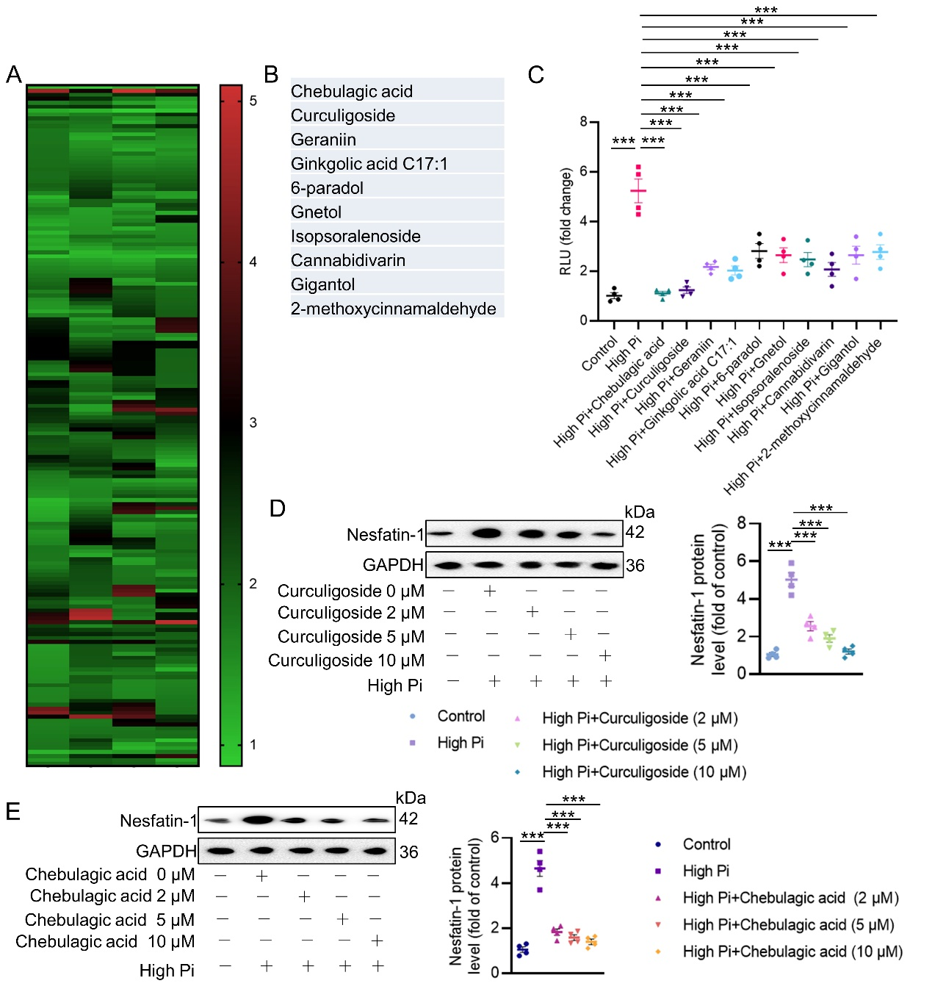 A
5
4
3
2
1
B
Chebulagic acid
Curculigoside
Geraniin
Ginkgolic acid C17:1
6-paradol
Gnetol
Isopsoralenoside
Cannabidivarin
Gigantol
2-methoxycinnamaldehyde
C
***
***
***
***
***
***
***
***
***
*** ***
RLU (fold change)
8
6
4
2
0
Control
High Pi
High Pi+Chebulagic acid
High Pi+Curculigoside
High Pi+Geraniin
High Pi+Ginkgolic acid C17:1
High Pi+6-paradol
High Pi+Gnetol
High Pi+Isopsoralenoside
High Pi+Cannabidivarin
High Pi+Gigantol
High Pi+2-methoxycinnamaldehyde
D
kDa
Nesfatin-1 42
GAPDH 36
Curculigoside 0 μM − + − − −
Curculigoside 2 μM − − + − −
Curculigoside 5 μM − − − + −
Curculigoside 10 μM − − − − +
High Pi − + + + +
***
***
***
***
Nesfatin-1 protein
level (fold of control)
8
6
4
2
0
Control
High Pi
High Pi+Curculigoside (2 μM)
High Pi+Curculigoside (5 μM)
High Pi+Curculigoside (10 μM)
E
kDa
Nesfatin-1 42
GAPDH 36
Chebulagic acid 0 μM − + − − −
Chebulagic acid 2 μM − − + − −
Chebulagic acid 5 μM − − − + −
Chebulagic acid 10 μM − − − − +
High Pi − + + + +
***
***
***
***
Nesfatin-1 protein
level (fold of control)
6
4
2
0
Control
High Pi
High Pi+Chebulagic acid (2 μM)
High Pi+Chebulagic acid (5 μM)
High Pi+Chebulagic acid (10 μM)